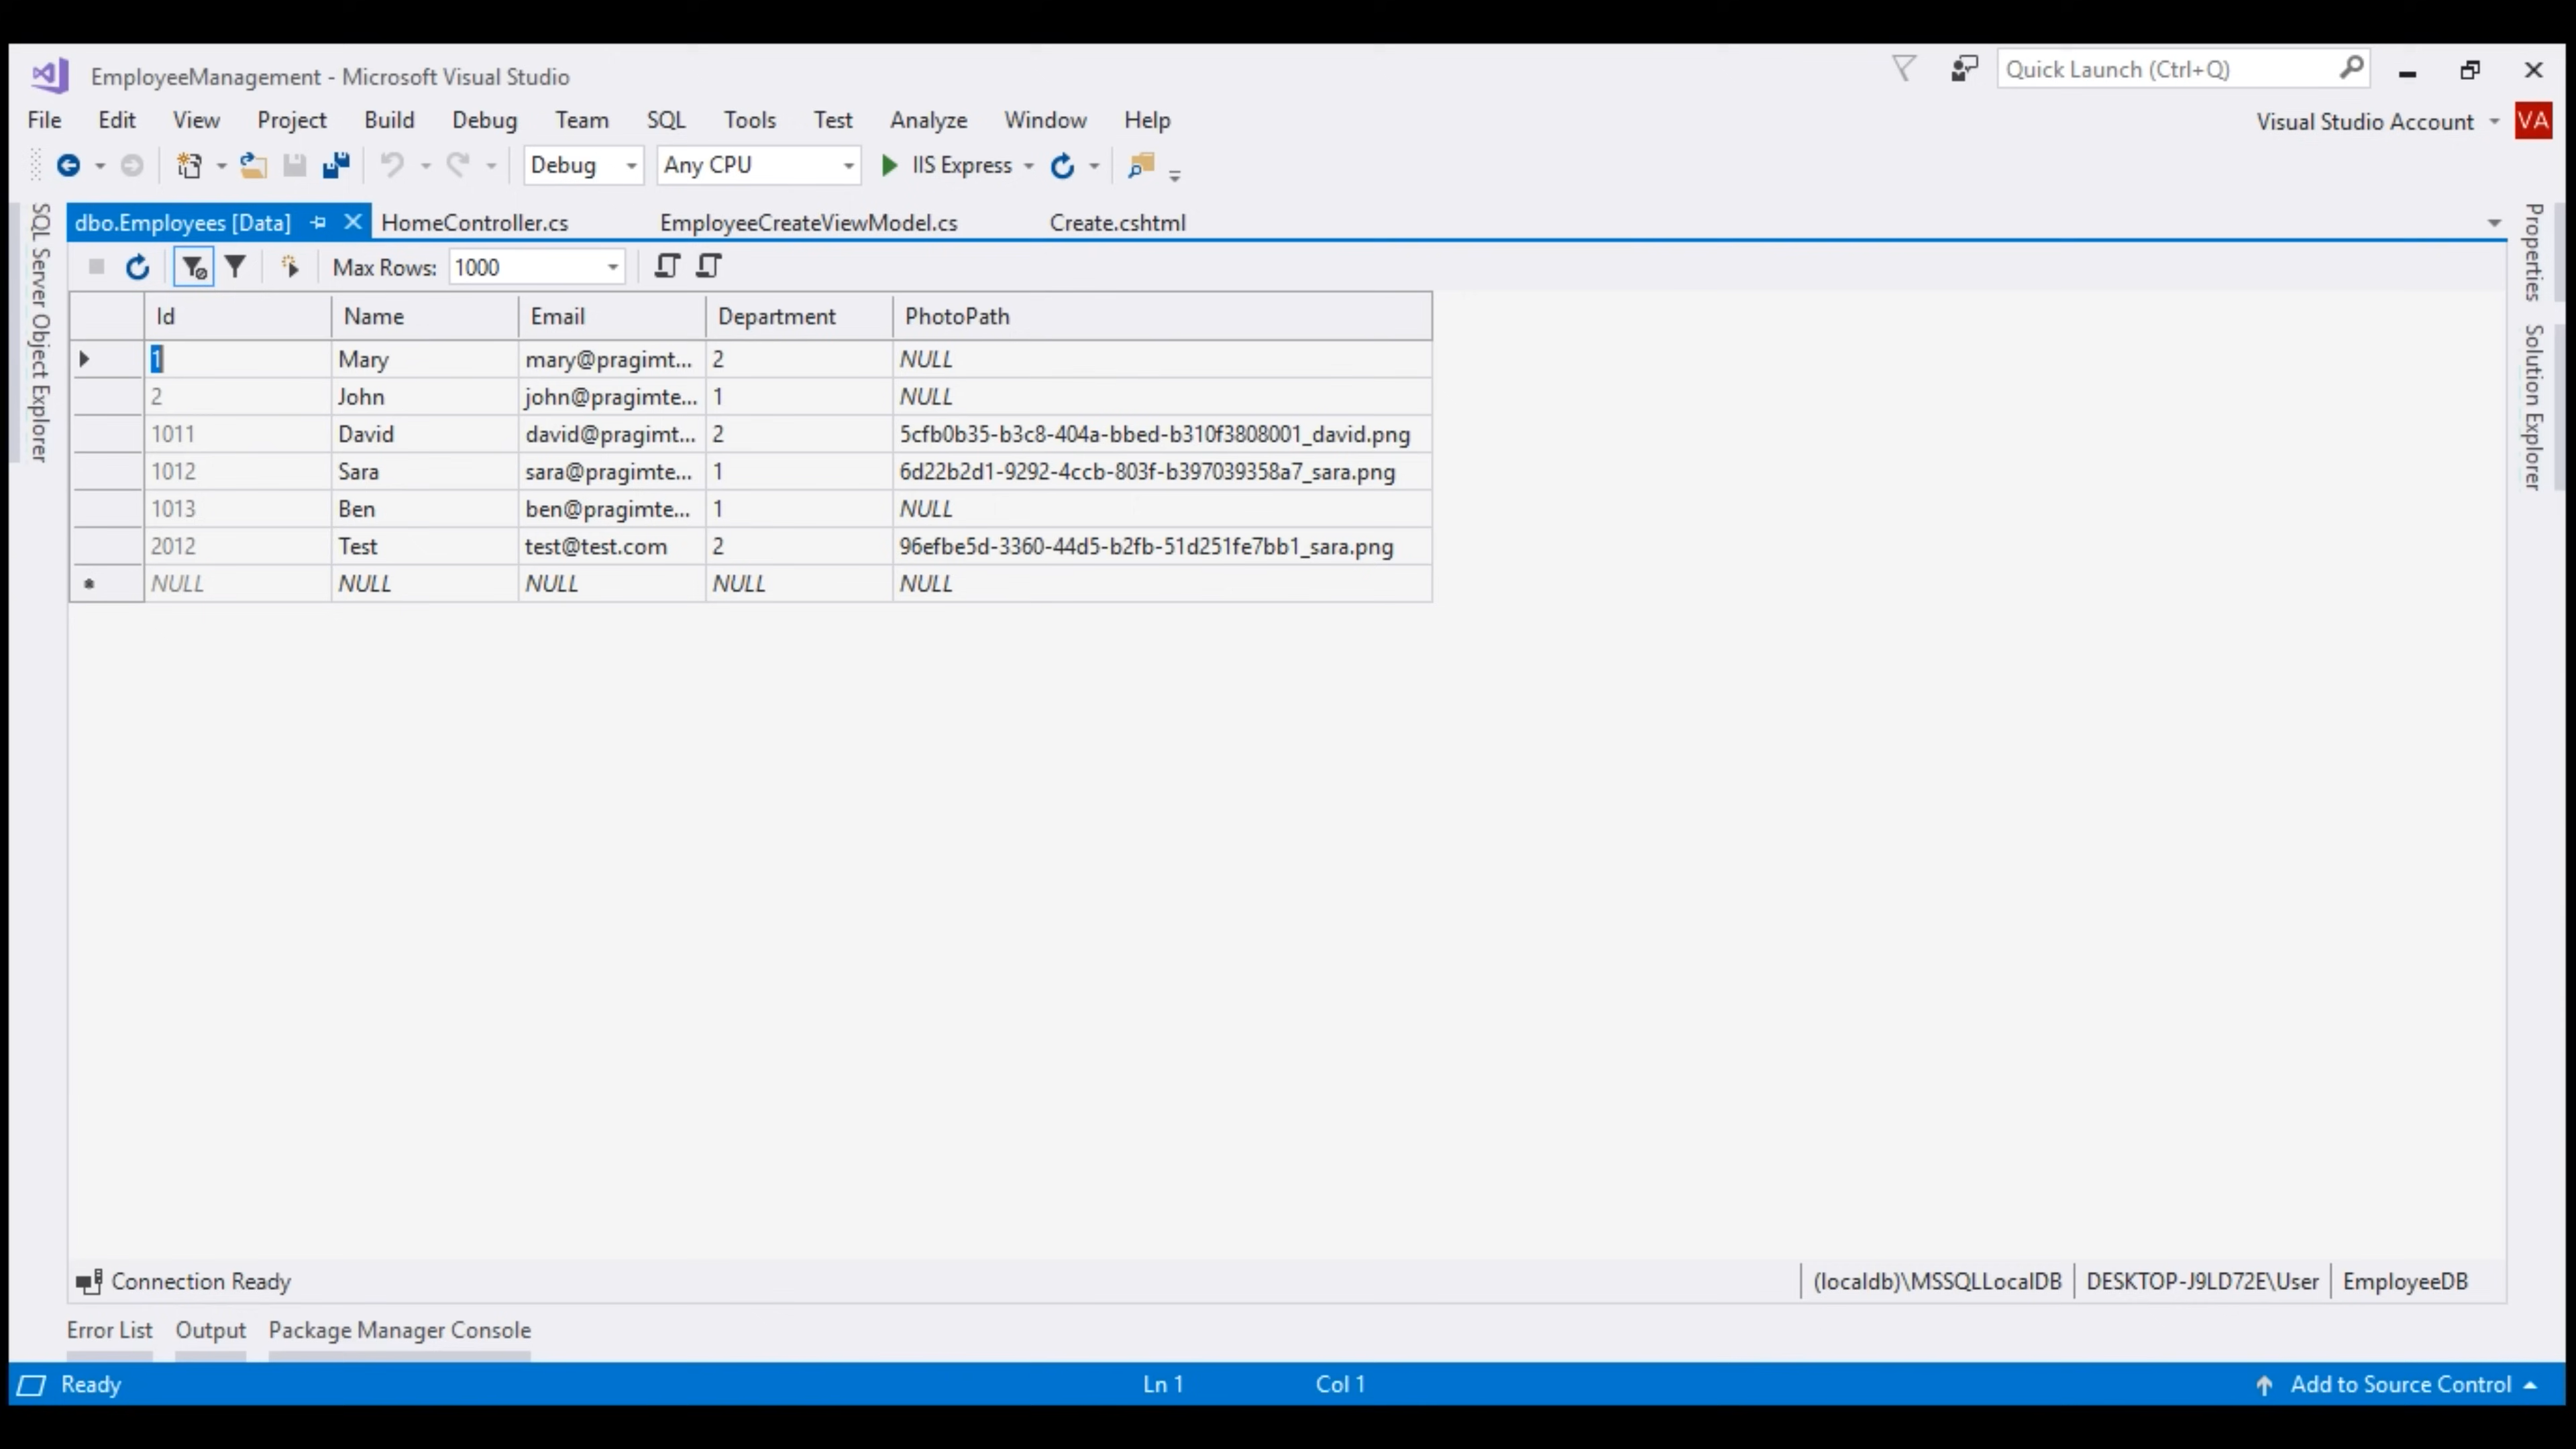 EmployeeManagement - Microsoft Visual Studio
Quick Launch (Ctrl+Q)
File Edit View Project Build Debug Team SQL Tools Test Analyze Window Help
Visual Studio Account VA
Debug Any CPU IIS Express
SQL Server Object Explorer
dbo.Employees [Data] HomeController.cs EmployeeCreateViewModel.cs Create.cshtml
Properties
Solution Explorer
Max Rows: 1000
Id Name Email Department PhotoPath
1 Mary mary@pragimt... 2 NULL
2 John john@pragimte... 1 NULL
1011 David david@pragimt... 2 5cfb0b35-b3c8-404a-bbed-b310f3808001_david.png
1012 Sara sara@pragimte... 1 6d22b2d1-9292-4ccb-803f-b397039358a7_sara.png
1013 Ben ben@pragimte... 1 NULL
2012 Test test@test.com 2 96efbe5d-3360-44d5-b2fb-51d251fe7bb1_sara.png
NULL NULL NULL NULL NULL
Connection Ready (localdb)\MSSQLLocalDB DESKTOP-J9LD72E\User EmployeeDB
Error List Output Package Manager Console
Ready Ln 1 Col 1 Add to Source Control